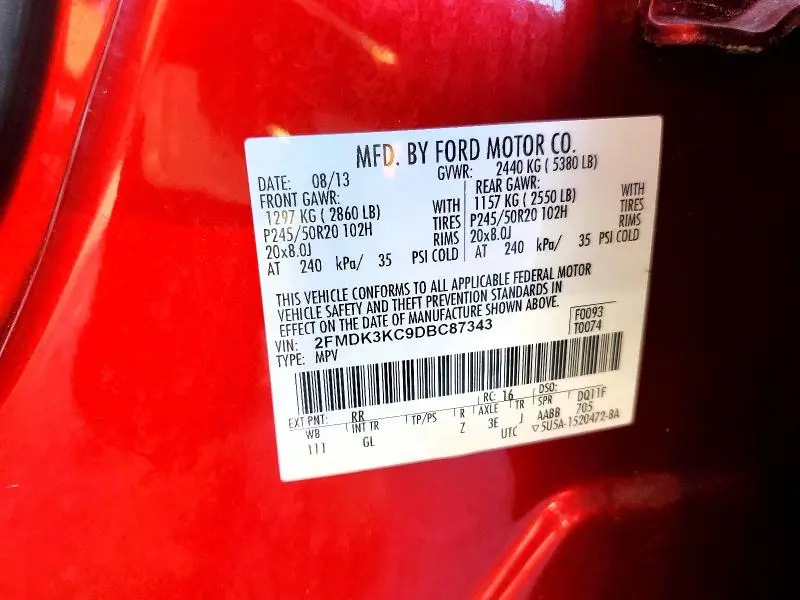 MFD. BY FORD MOTOR CO.
DATE: 08/13 GVWR: 2440 KG ( 5380 LB)
FRONT GAWR: REAR GAWR:
1297 KG ( 2860 LB) WITH 1157 KG ( 2550 LB) WITH
P245/50R20 102H TIRES P245/50R20 102H TIRES
20x8.0J RIMS 20x8.0J RIMS
AT 240 kPa/ 35 PSI COLD AT 240 kPa/ 35 PSI COLD
THIS VEHICLE CONFORMS TO ALL APPLICABLE FEDERAL MOTOR
VEHICLE SAFETY AND THEFT PREVENTION STANDARDS IN
EFFECT ON THE DATE OF MANUFACTURE SHOWN ABOVE.
VIN: 2FMDK3KC9DBC87343 F0093
TYPE: MPV T0074
EXT PNT: RR RC: 16 DSO:
WB INT TR TP/PS R AXLE TR SPR DQ11F
111 GL Z 3E J AABB 705
UTC ▽5U5A-1520472-BA